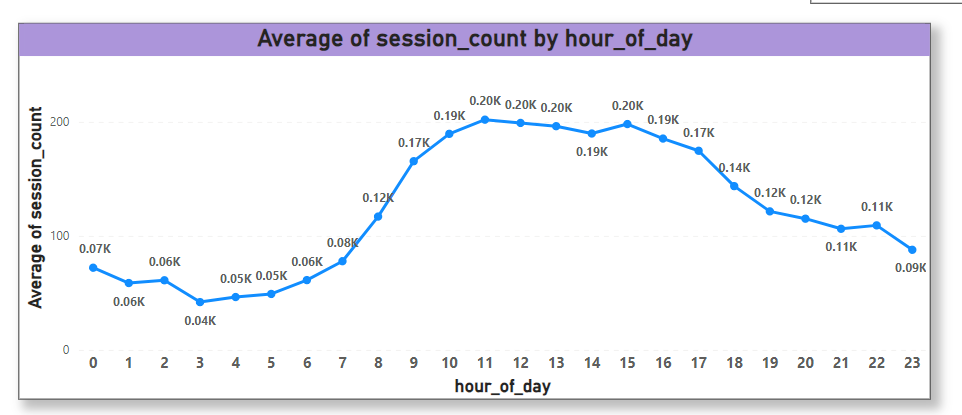 Average of session_count by hour_of_day
Average of session_count
200
100
0
0.07K
0.06K
0.06K
0.04K
0.05K
0.05K
0.06K
0.08K
0.12K
0.17K
0.19K
0.20K
0.20K
0.20K
0.19K
0.20K
0.19K
0.17K
0.14K
0.12K
0.12K
0.11K
0.11K
0.09K
0 1 2 3 4 5 6 7 8 9 10 11 12 13 14 15 16 17 18 19 20 21 22 23
hour_of_day